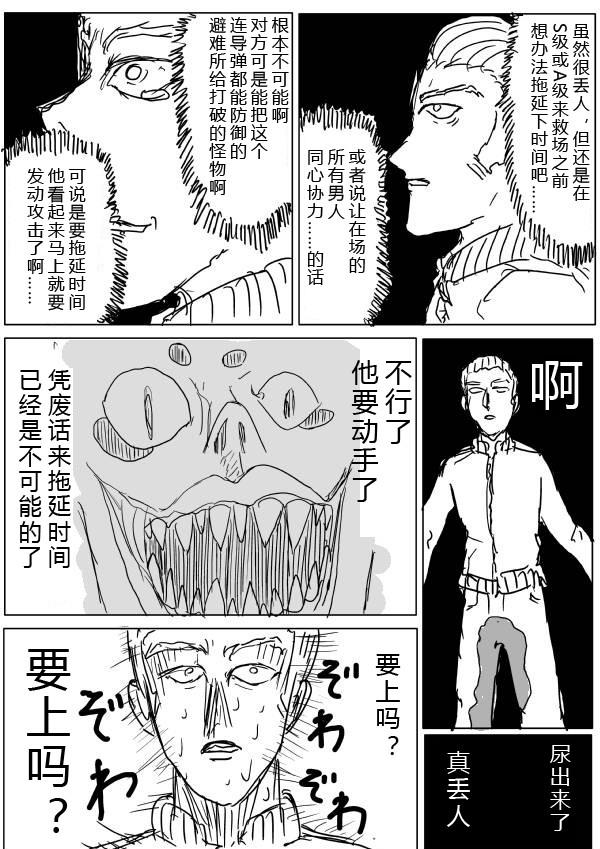 虽然很丢人,但还是在
S级或A级来救场之前
想办法拖延下时间吧……
或者说让在场的
所有男人
同心协力……的话
根本不可能啊
对方可是能把这个
连导弹都能防御的
避难所给打破的怪物啊
可说是要拖延时间
他看起来马上就要
发动攻击了啊……
啊
尿出来了
真丢人
不行了
他要动手了
凭废话来拖延时间
已经是不可能的了
要上吗？
ぞわ
ぞわ
ぞわ
要上吗？